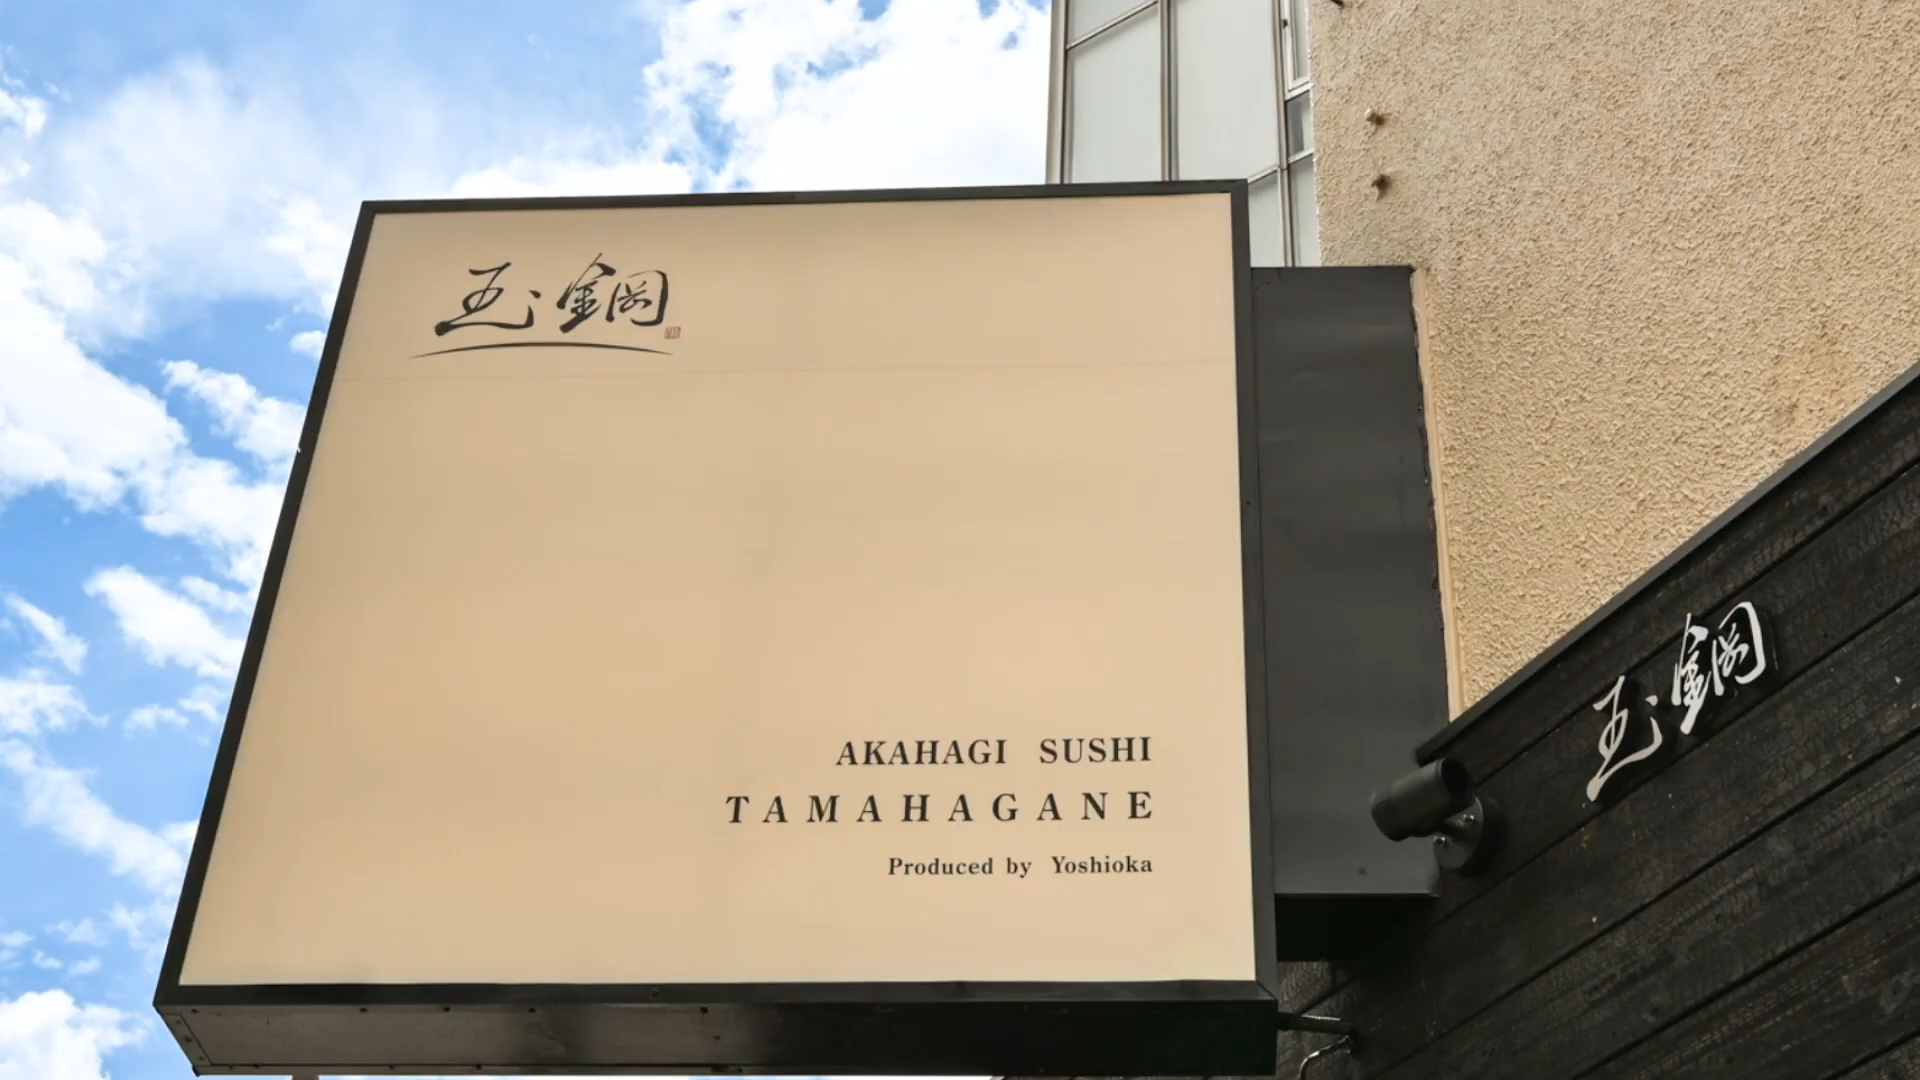 玉鋼
AKAHAGI SUSHI
TAMAHAGANE
Produced by Yoshioka
玉鋼